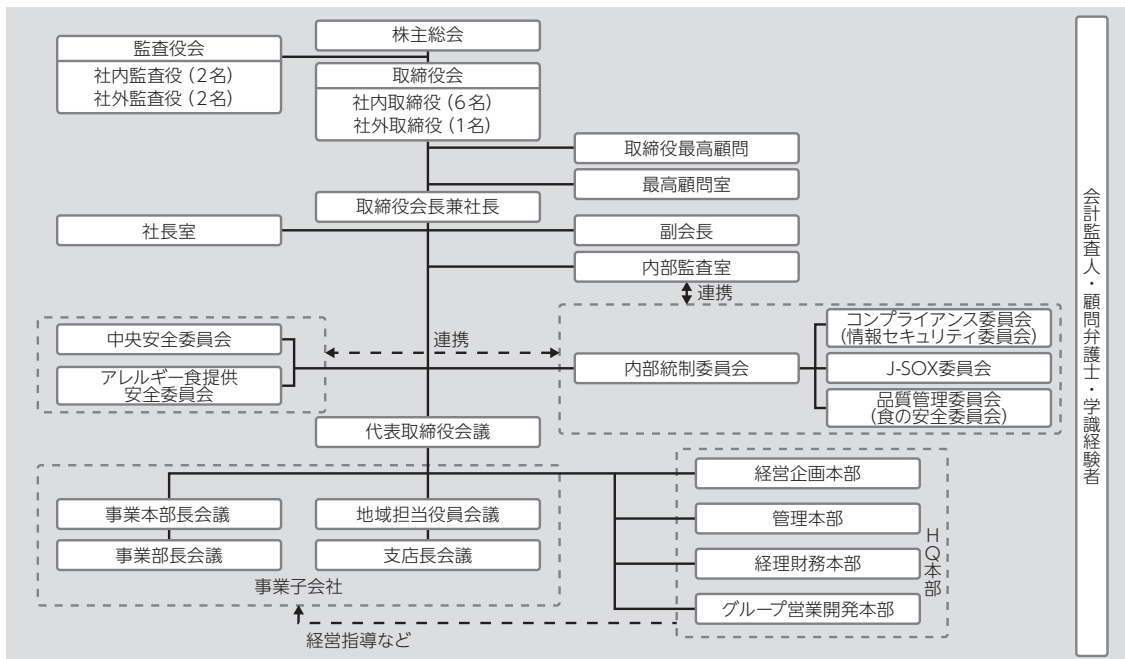 株主総会
監査役会
社内監査役（2名）
社外監査役（2名）
取締役会
社内取締役（6名）
社外取締役（1名）
取締役最高顧問
最高顧問室
取締役会長兼社長
社長室
副会長
内部監査室
連携
中央安全委員会
アレルギー食提供
安全委員会
連携
内部統制委員会
コンプライアンス委員会
(情報セキュリティ委員会)
J-SOX委員会
品質管理委員会
(食の安全委員会)
代表取締役会議
事業本部長会議
事業部長会議
地域担当役員会議
支店長会議
事業子会社
経営企画本部
管理本部
経理財務本部
グループ営業開発本部
HQ本部
経営指導など
会計監査人・顧問弁護士・学識経験者